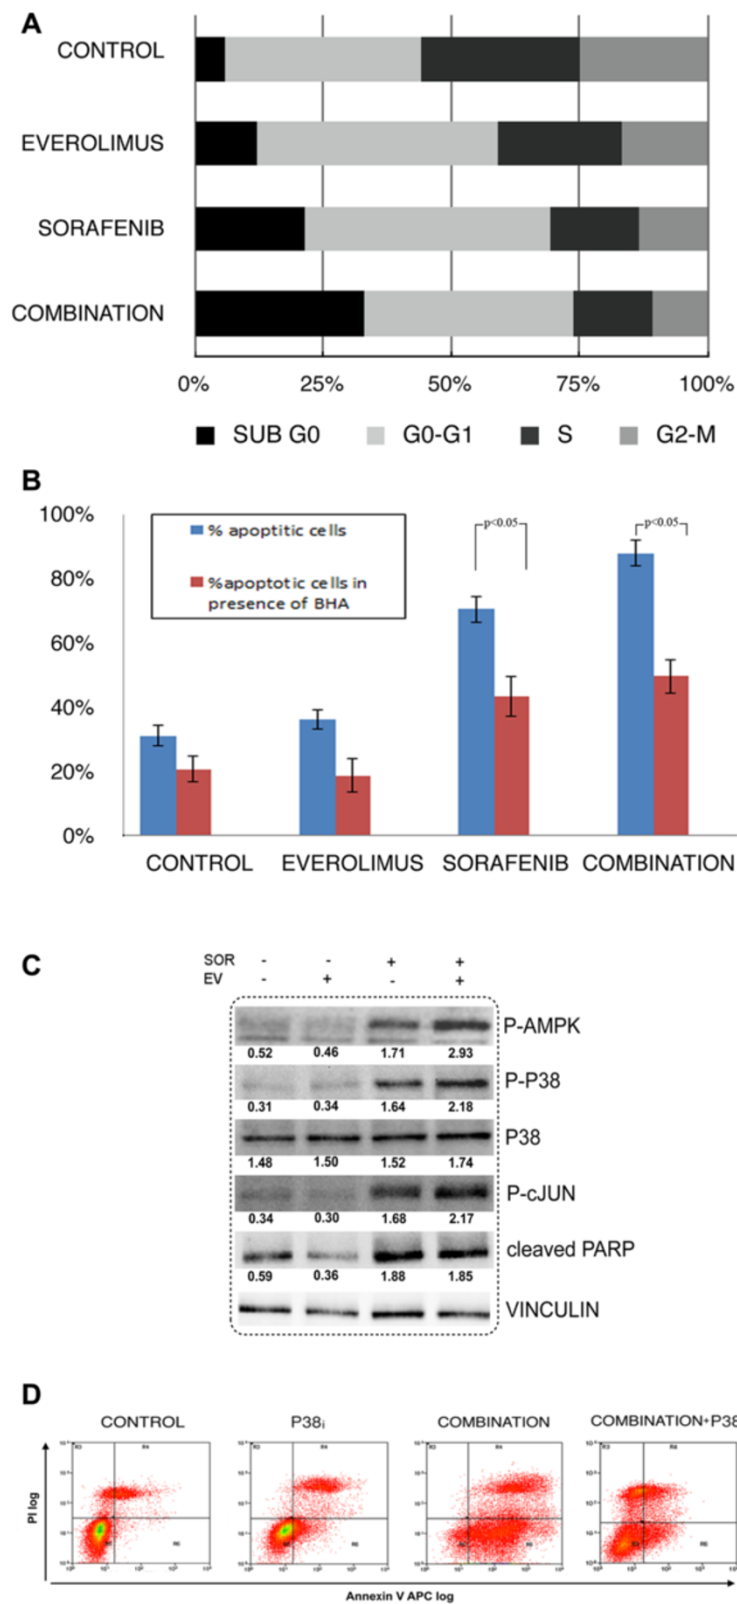 A
CONTROL
EVEROLIMUS
SORAFENIB
COMBINATION
0% 25% 50% 75% 100%
SUB G0 G0-G1 S G2-M
B
100%
80%
60%
40%
20%
0%
% apoptitic cells
%apoptotic cells in
presence of BHA
p<0.05
p<0.05
CONTROL EVEROLIMUS SORAFENIB COMBINATION
C
SOR - - + +
EV - + - +
P-AMPK
0.52 0.46 1.71 2.93
P-P38
0.31 0.34 1.64 2.18
P38
1.48 1.50 1.52 1.74
P-cJUN
0.34 0.30 1.68 2.17
cleaved PARP
0.59 0.36 1.88 1.85
VINCULIN
D
CONTROL P38i COMBINATION COMBINATION+P38
PI log
Annexin V APC log